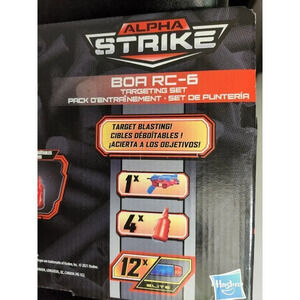 ALPHA
STRIKE
BOA RC-6
TARGETING SET
PACK D'ENTRAÎNEMENT • SET DE PUNTERÍA
TARGET BLASTING!
CIBLES DÉBOÎTABLES !
¡ACIERTA A LOS OBJETIVOS!
1X
4X
12X
ELITE
Hasbro